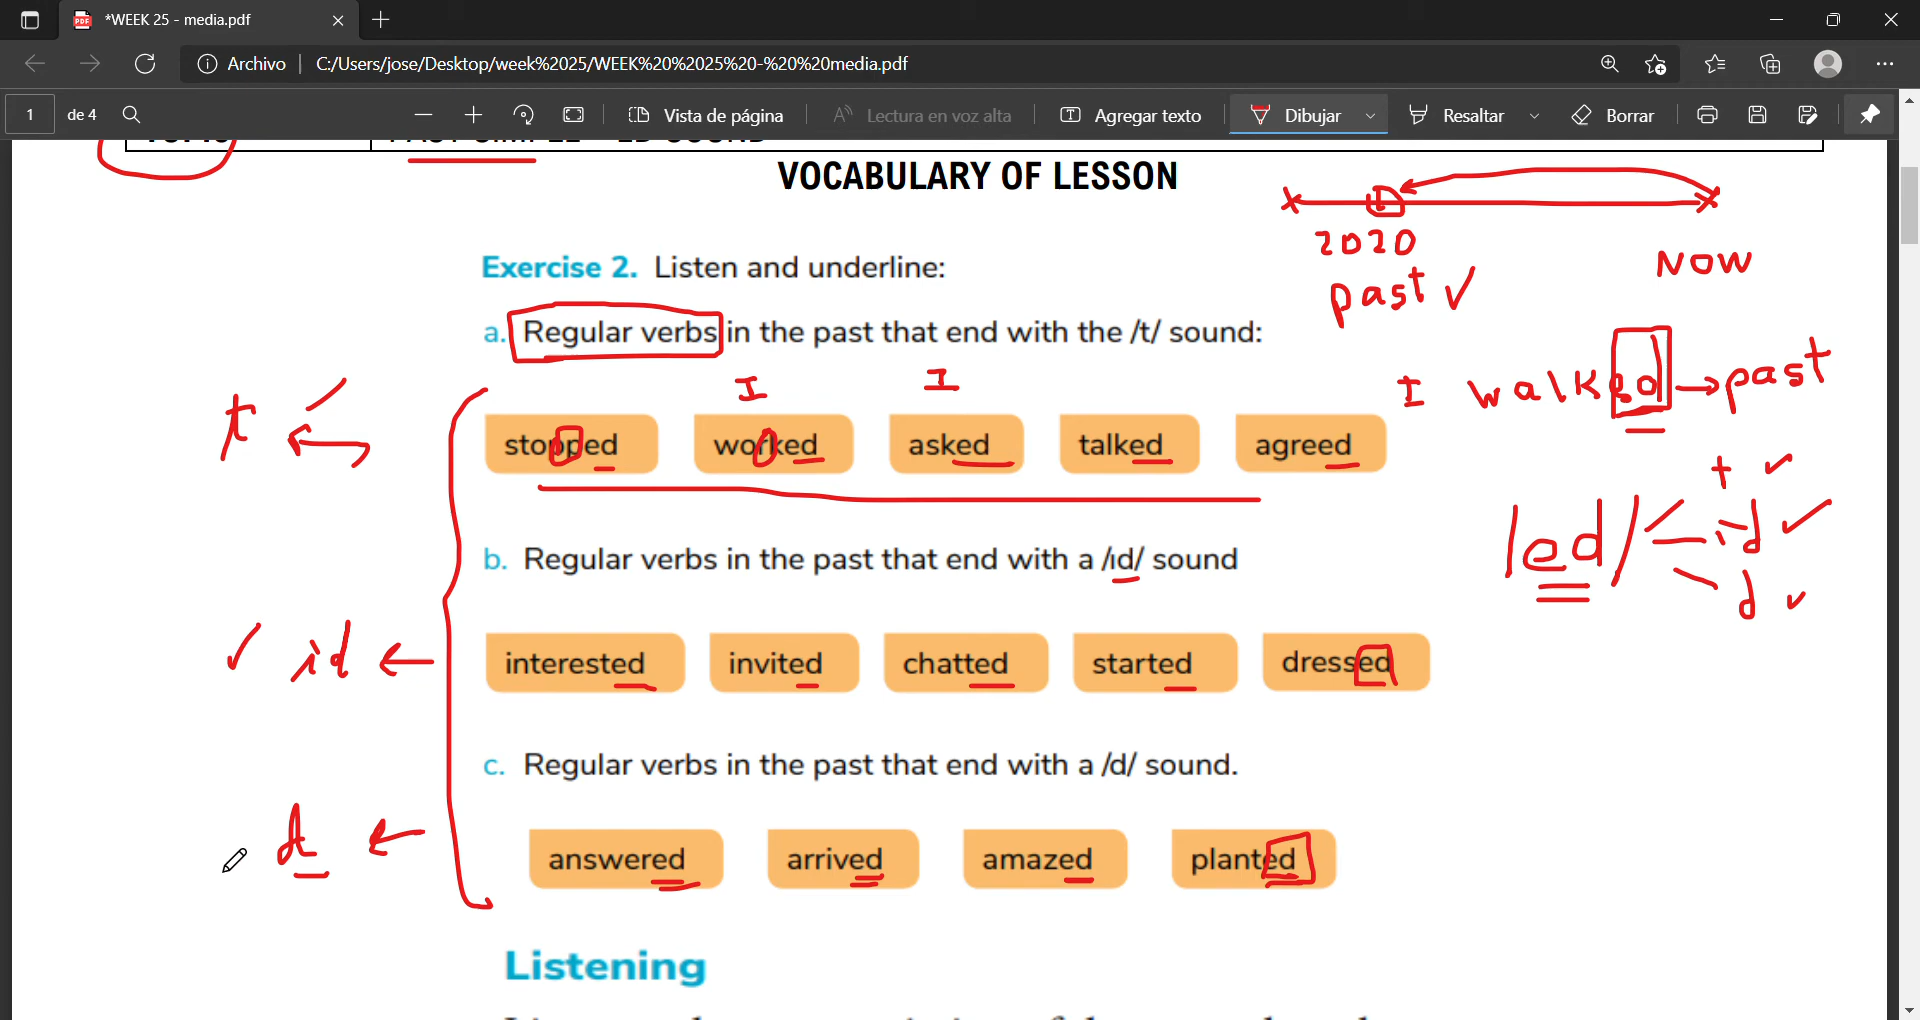 *WEEK 25 - media.pdf
Archivo C:/Users/jose/Desktop/week%2025/WEEK%20%2025%20-%20%20media.pdf
1 de 4 Vista de página Lectura en voz alta Agregar texto Dibujar Resaltar Borrar
VOCABULARY OF LESSON
2020 NOW
past
Exercise 2. Listen and underline:
a. Regular verbs in the past that end with the /t/ sound:
I I
I walked past
t
stopped worked asked talked agreed
t
/ed/ id
d
b. Regular verbs in the past that end with a /ɪd/ sound
id
interested invited chatted started dressed
c. Regular verbs in the past that end with a /d/ sound.
d
answered arrived amazed planted
Listening